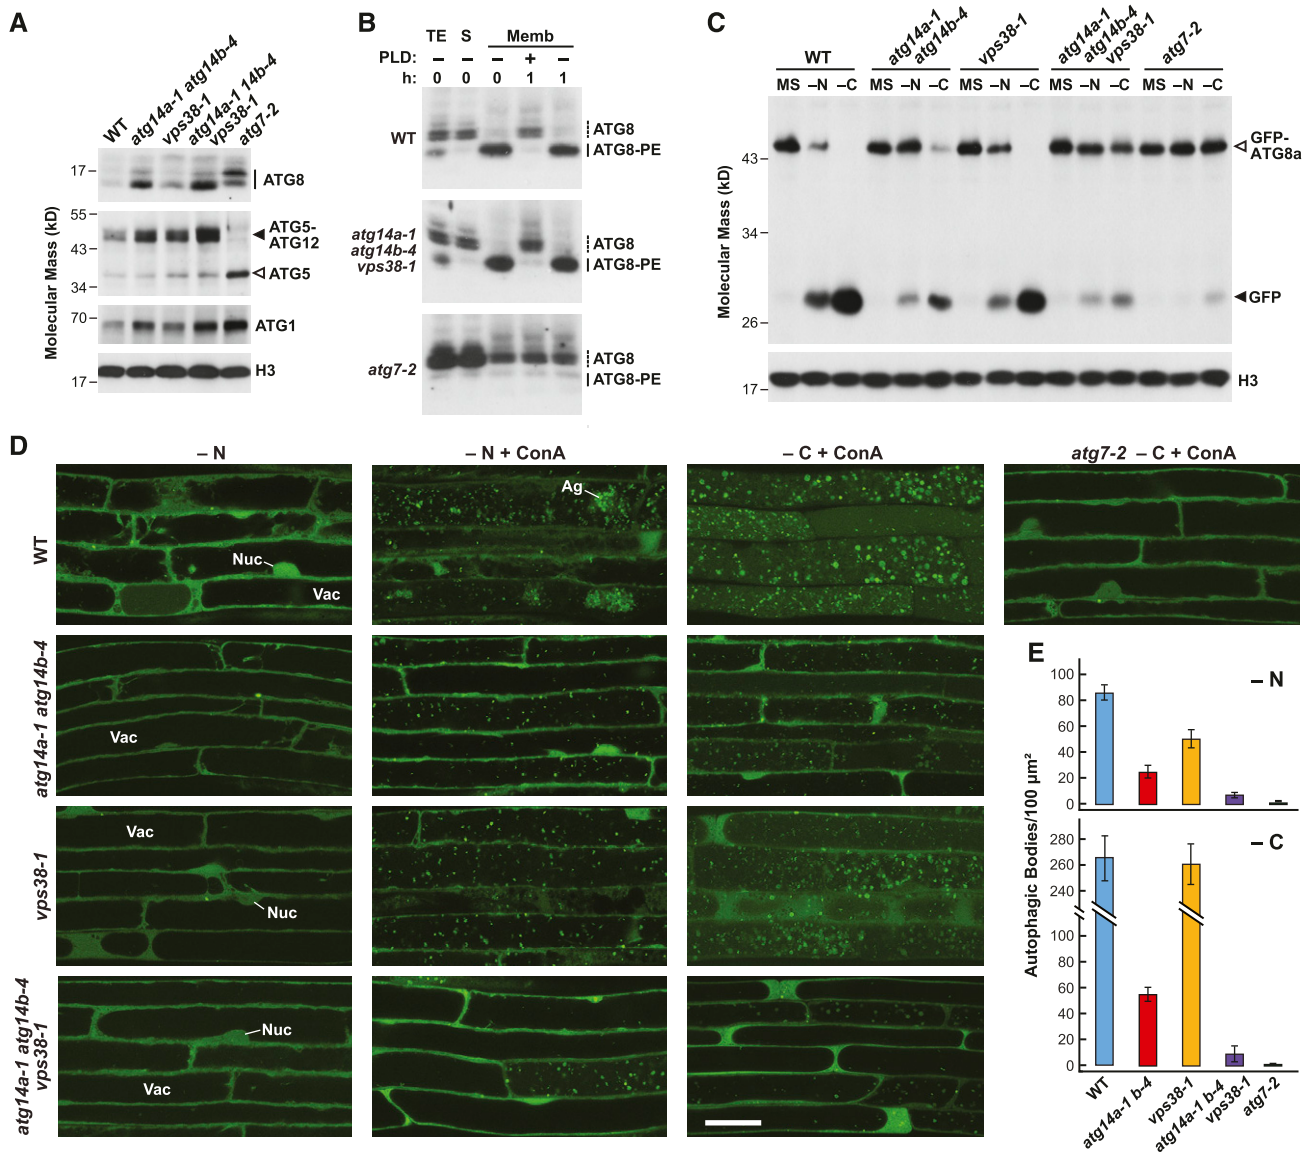 A
WT
atg14a-1 atg14b-4
vps38-1
atg14a-1 14b-4
vps38-1
atg7-2
Molecular Mass (kD)
17
ATG8
55
43
34
ATG5-
ATG12
ATG5
70
ATG1
17
H3
B
TE S Memb
PLD: – – – + –
h: 0 0 0 1 1
WT
ATG8
ATG8-PE
atg14a-1
atg14b-4
vps38-1
ATG8
ATG8-PE
atg7-2
ATG8
ATG8-PE
C
WT
atg14a-1
atg14b-4
vps38-1
atg14a-1
atg14b-4
vps38-1
atg7-2
MS –N –C MS –N –C MS –N –C MS –N –C MS –N –C
Molecular Mass (kD)
43
34
26
17
GFP-
ATG8a
GFP
H3
D
– N
– N + ConA
– C + ConA
atg7-2 – C + ConA
WT
Nuc
Vac
Ag
atg14a-1 atg14b-4
Vac
vps38-1
Vac
Nuc
atg14a-1 atg14b-4
vps38-1
Nuc
Vac
E
Autophagic Bodies/100 µm²
– N
100
80
60
40
20
0
– C
280
260
240
100
80
60
40
20
0
WT
atg14a-1 b-4
vps38-1
atg14a-1 b-4
vps38-1
atg7-2